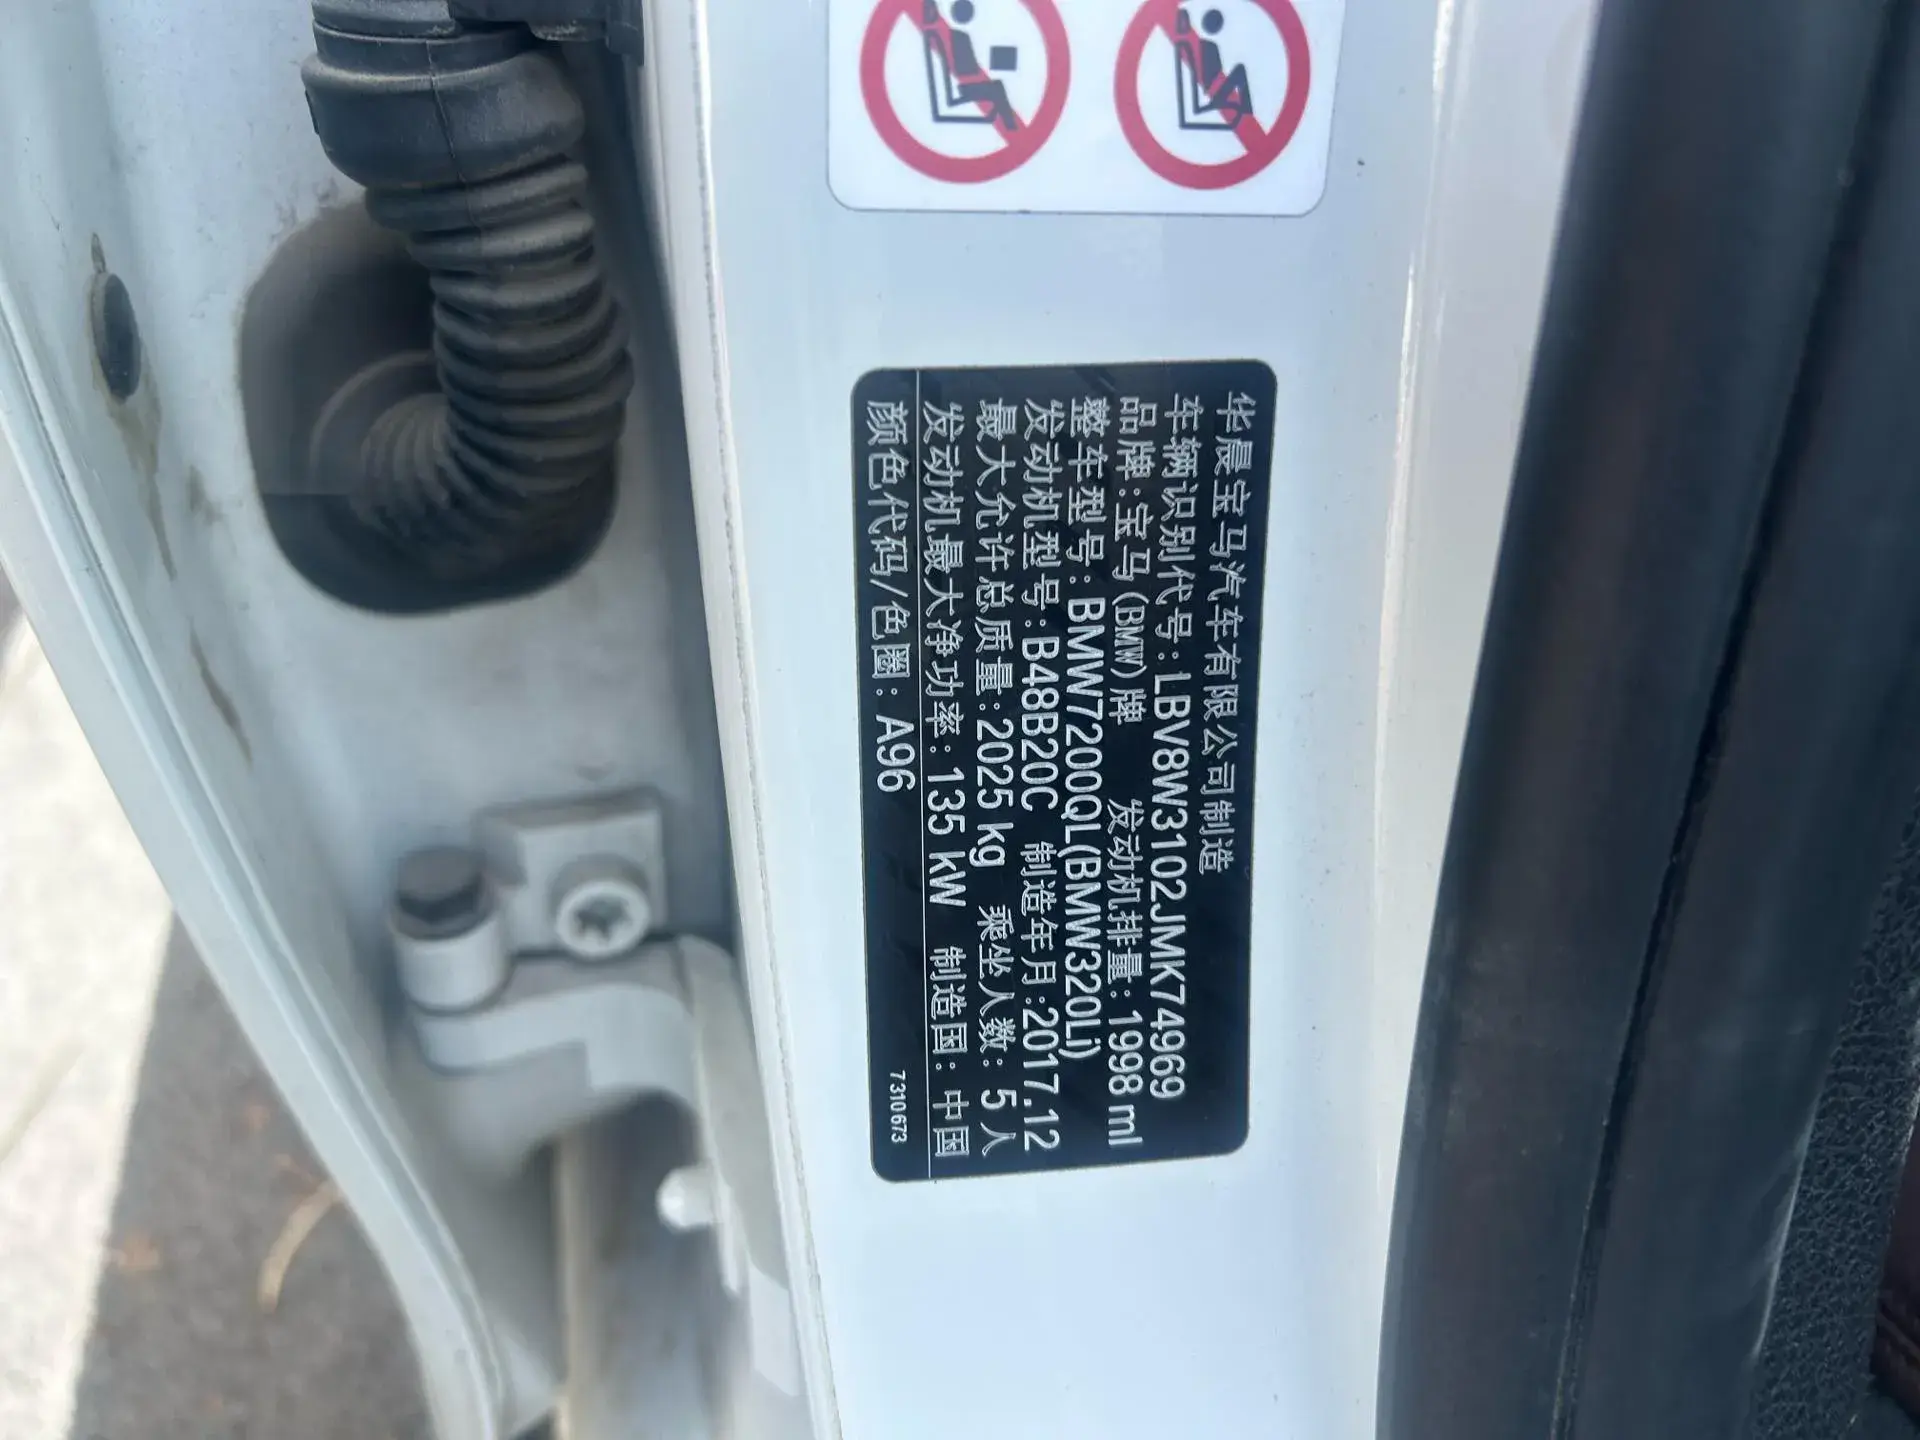 华晨宝马汽车有限公司制造
车辆识别代号:LBV8W3102JMK74969
品牌:宝马(BMW)牌 发动机排量:1998 ml
整车型号:BMW7200QL(BMW320Li)
发动机型号:B48B20C 制造年月:2017.12
最大允许总质量:2025 kg 乘坐人数:5人
发动机最大净功率:135 kW 制造国:中国
颜色代码/色圈:A96
7310673